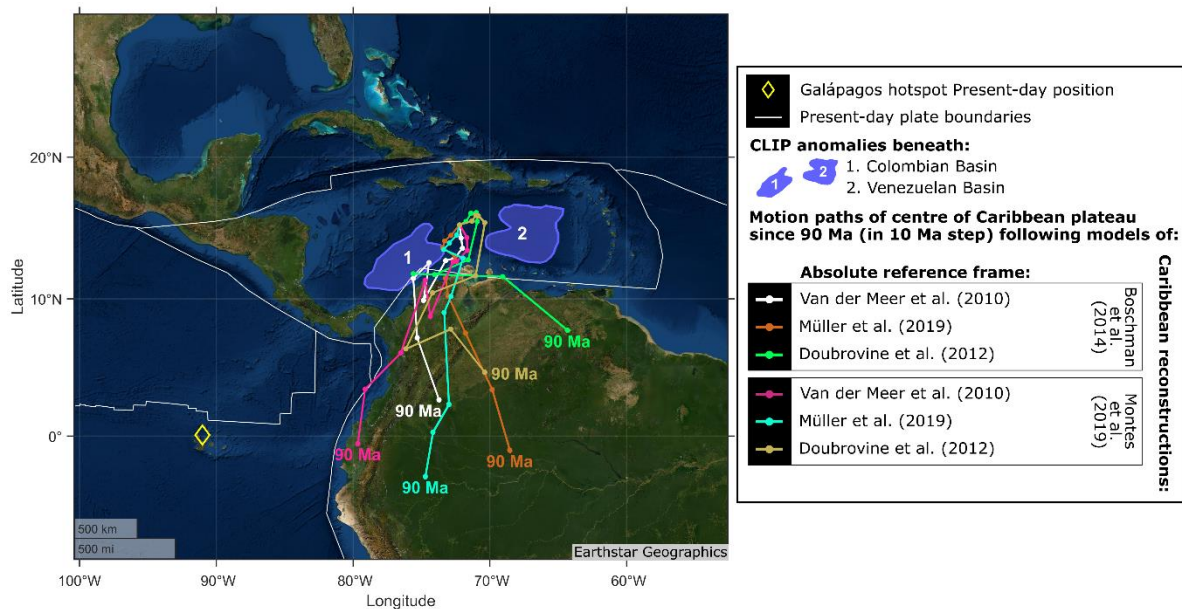 20°N
10°N
0°
Latitude
1
2
90 Ma
90 Ma
90 Ma
90 Ma
90 Ma
90 Ma
500 km
500 mi
Earthstar Geographics
100°W
90°W
80°W
70°W
60°W
Longitude
Galápagos hotspot Present-day position
Present-day plate boundaries
CLIP anomalies beneath:
1
2
1. Colombian Basin
2. Venezuelan Basin
Motion paths of centre of Caribbean plateau
since 90 Ma (in 10 Ma step) following models of:
Absolute reference frame:
Van der Meer et al. (2010)
Müller et al. (2019)
Doubrovine et al. (2012)
Boschman
et al.
(2014)
Van der Meer et al. (2010)
Müller et al. (2019)
Doubrovine et al. (2012)
Montes
et al.
(2019)
Caribbean reconstructions: